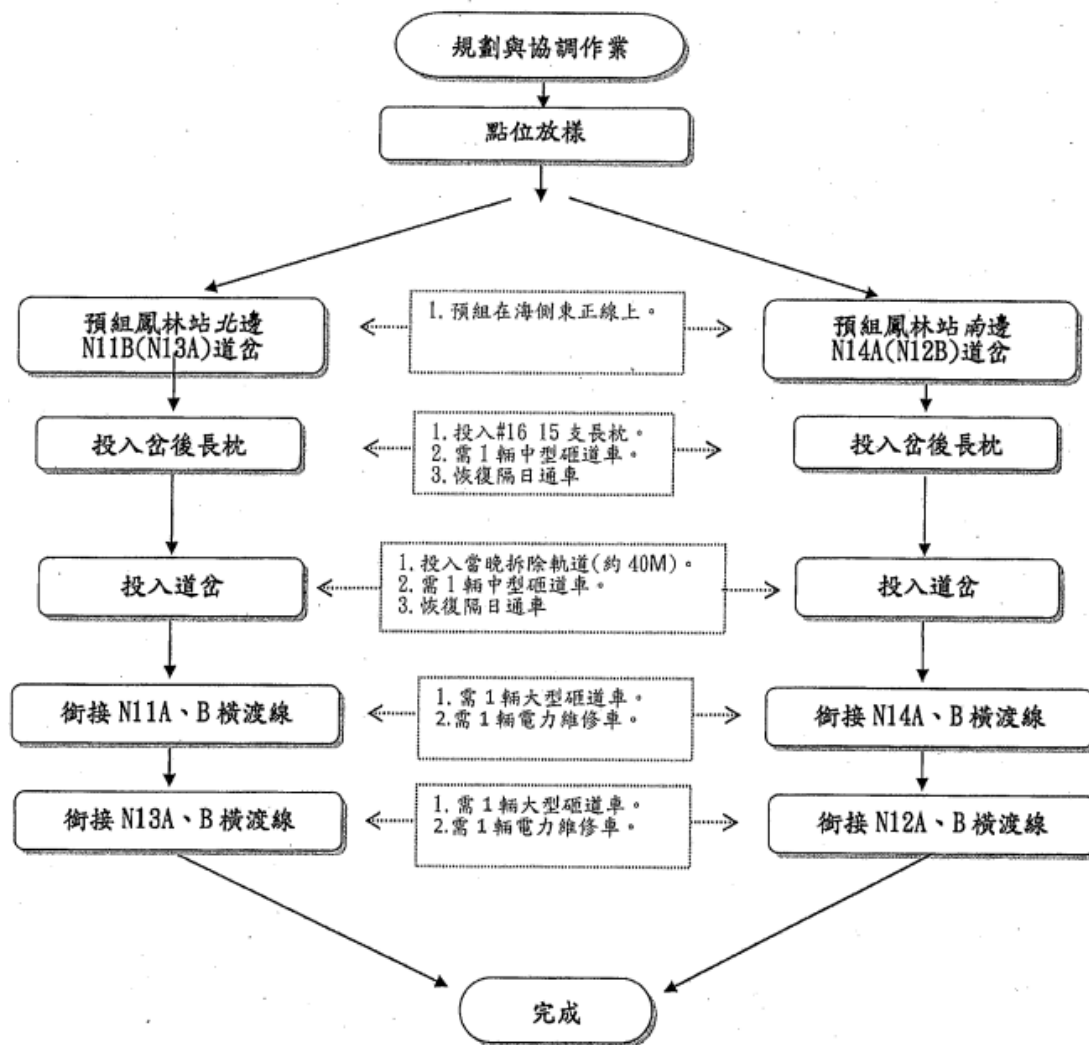 規劃與協調作業
點位放樣
預組鳳林站北邊
N11B(N13A)道岔
1. 預組在海側東正線上。
預組鳳林站南邊
N14A(N12B)道岔
投入岔後長枕
1. 投入#16 15 支長枕。
2. 需 1 輛中型砸道車。
3. 恢復隔日通車
投入岔後長枕
投入道岔
1. 投入當晚拆除軌道(約 40M)。
2. 需 1 輛中型砸道車。
3. 恢復隔日通車
投入道岔
銜接 N11A、B 橫渡線
1. 需 1 輛大型砸道車。
2. 需 1 輛電力維修車。
銜接 N14A、B 橫渡線
銜接 N13A、B 橫渡線
1. 需 1 輛大型砸道車。
2. 需 1 輛電力維修車。
銜接 N12A、B 橫渡線
完成